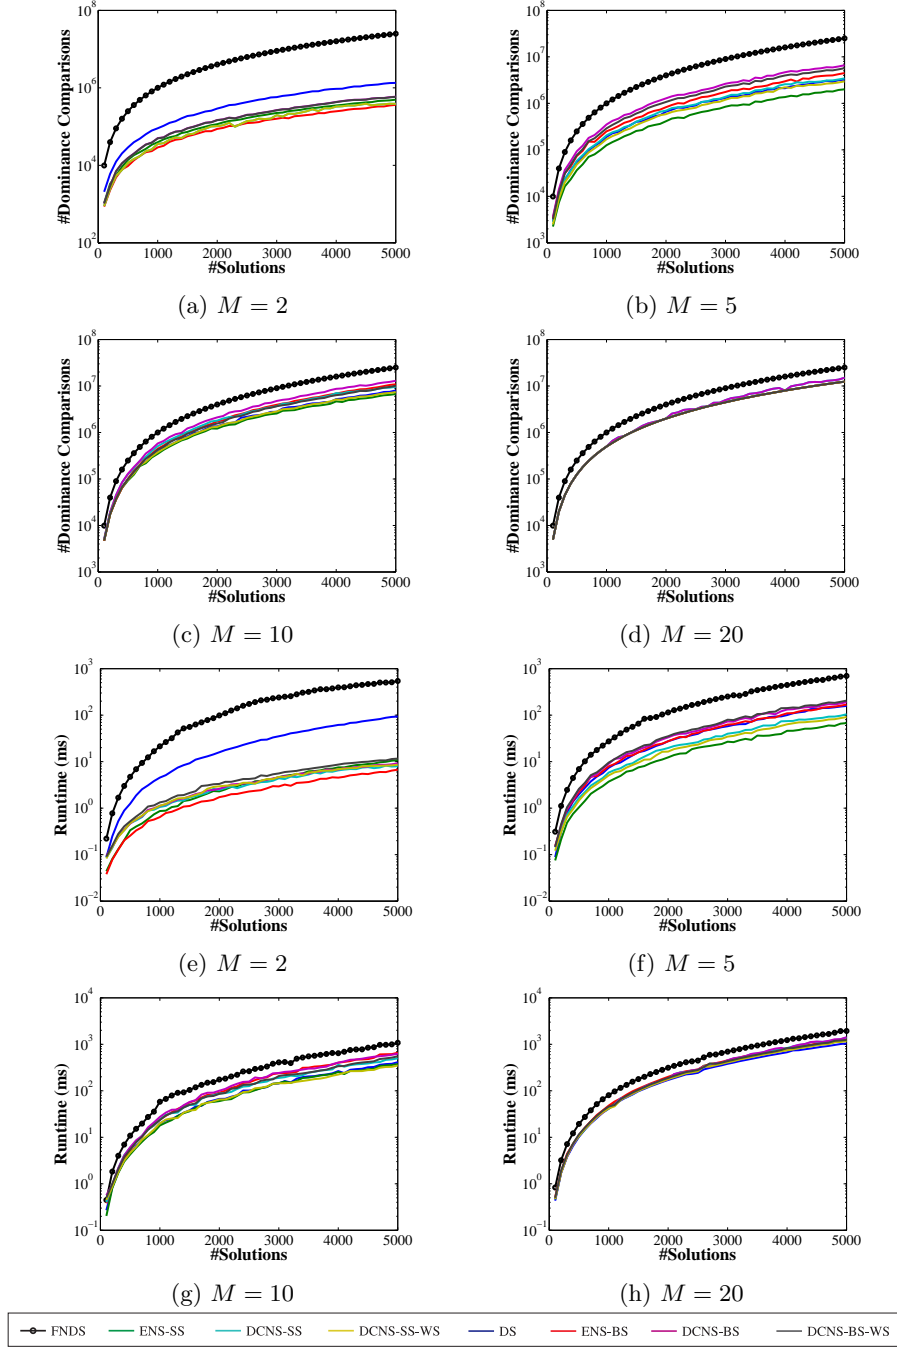 10^8
10^6
10^4
10^2
#Dominance Comparisons
0 1000 2000 3000 4000 5000
#Solutions
(a) M = 2
10^8
10^7
10^6
10^5
10^4
10^3
#Dominance Comparisons
0 1000 2000 3000 4000 5000
#Solutions
(b) M = 5
10^8
10^7
10^6
10^5
10^4
10^3
#Dominance Comparisons
0 1000 2000 3000 4000 5000
#Solutions
(c) M = 10
10^8
10^7
10^6
10^5
10^4
10^3
#Dominance Comparisons
0 1000 2000 3000 4000 5000
#Solutions
(d) M = 20
10^3
10^2
10^1
10^0
10^-1
10^-2
Runtime (ms)
0 1000 2000 3000 4000 5000
#Solutions
(e) M = 2
10^3
10^2
10^1
10^0
10^-1
10^-2
Runtime (ms)
0 1000 2000 3000 4000 5000
#Solutions
(f) M = 5
10^4
10^3
10^2
10^1
10^0
10^-1
Runtime (ms)
0 1000 2000 3000 4000 5000
#Solutions
(g) M = 10
10^4
10^3
10^2
10^1
10^0
10^-1
Runtime (ms)
0 1000 2000 3000 4000 5000
#Solutions
(h) M = 20
FNDS ENS-SS DCNS-SS DCNS-SS-WS DS ENS-BS DCNS-BS DCNS-BS-WS